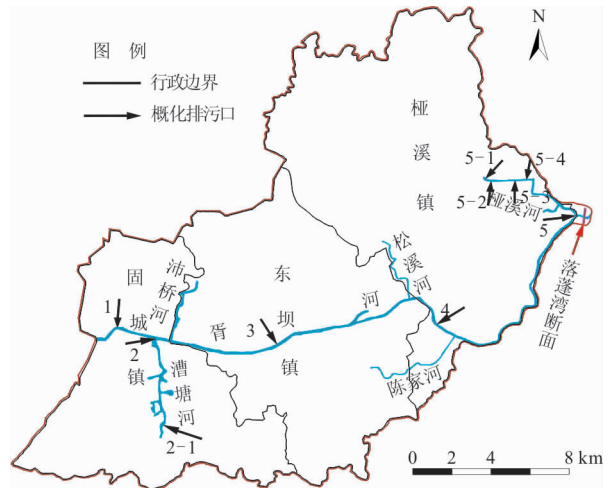 图 例
行政边界
概化排污口
N
桠溪镇
5-1
5-4
5-2
5-3
桠溪河
5
落蓬湾断面
松溪河
固城镇
沛桥河
东坝镇
胥河
1
2
3
4
漕塘河
2-1
陈家河
0 2 4 8 km